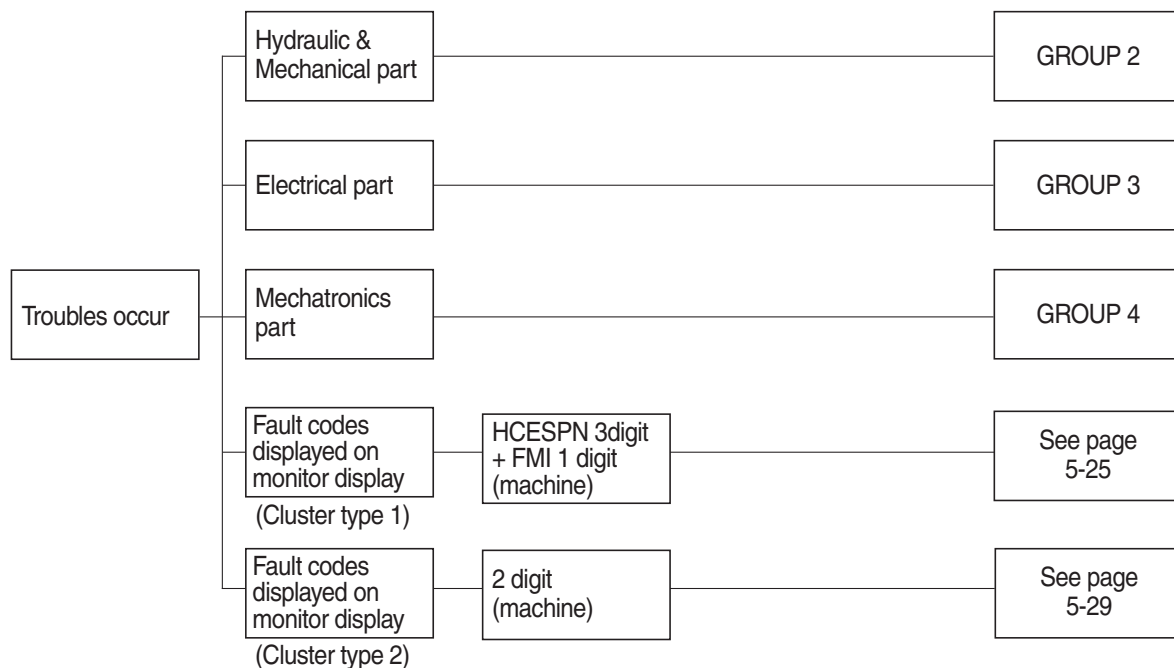 Hydraulic &
Mechanical part
GROUP 2
Electrical part
GROUP 3
Troubles occur
Mechatronics
part
GROUP 4
Fault codes
displayed on
monitor display
(Cluster type 1)
HCESPN 3digit
+ FMI 1 digit
(machine)
See page
5-25
Fault codes
displayed on
monitor display
(Cluster type 2)
2 digit
(machine)
See page
5-29